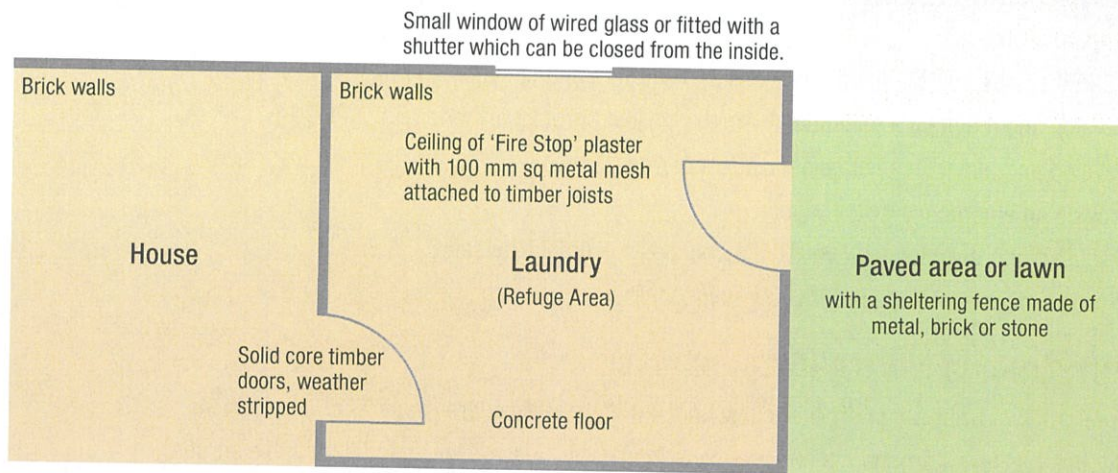 Small window of wired glass or fitted with a
shutter which can be closed from the inside.
Brick walls
Brick walls
Ceiling of ‘Fire Stop’ plaster
with 100 mm sq metal mesh
attached to timber joists
House
Laundry
(Refuge Area)
Paved area or lawn
with a sheltering fence made of
metal, brick or stone
Solid core timber
doors, weather
stripped
Concrete floor